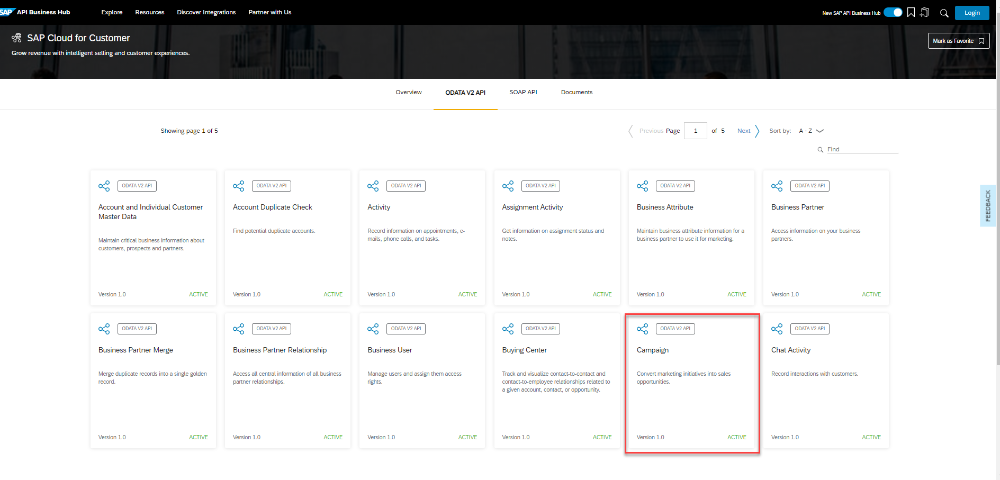 SAP API Business Hub
Explore
Resources
Discover Integrations
Partner with Us
New SAP API Business Hub
Login
SAP Cloud for Customer
Mark as Favorite
Grow revenue with intelligent selling and customer experiences.
Overview
ODATA V2 API
SOAP API
Documents
Showing page 1 of 5
Previous Page 1 of 5 Next
Sort by: A - Z
Find
ODATA V2 API
Account and Individual Customer
Master Data
Maintain critical business information about
customers, prospects and partners.
Version 1.0 ACTIVE
ODATA V2 API
Account Duplicate Check
Find potential duplicate accounts.
Version 1.0 ACTIVE
ODATA V2 API
Activity
Record information on appointments, e-
mails, phone calls, and tasks.
Version 1.0 ACTIVE
ODATA V2 API
Assignment Activity
Get information on assignment status and
notes.
Version 1.0 ACTIVE
ODATA V2 API
Business Attribute
Maintain business attribute information for a
business partner to use it for marketing.
Version 1.0 ACTIVE
ODATA V2 API
Business Partner
Access information on your business
partners.
Version 1.0 ACTIVE
FEEDBACK
ODATA V2 API
Business Partner Merge
Merge duplicate records into a single golden
record.
Version 1.0 ACTIVE
ODATA V2 API
Business Partner Relationship
Access all central information of all business
partner relationships.
Version 1.0 ACTIVE
ODATA V2 API
Business User
Manage users and assign them access
rights.
Version 1.0 ACTIVE
ODATA V2 API
Buying Center
Track and visualize contact-to-contact and
contact-to-employee relationships related to
a given account, contact, or opportunity.
Version 1.0 ACTIVE
ODATA V2 API
Campaign
Convert marketing initiatives into sales
opportunities.
Version 1.0 ACTIVE
ODATA V2 API
Chat Activity
Record interactions with customers.
Version 1.0 ACTIVE